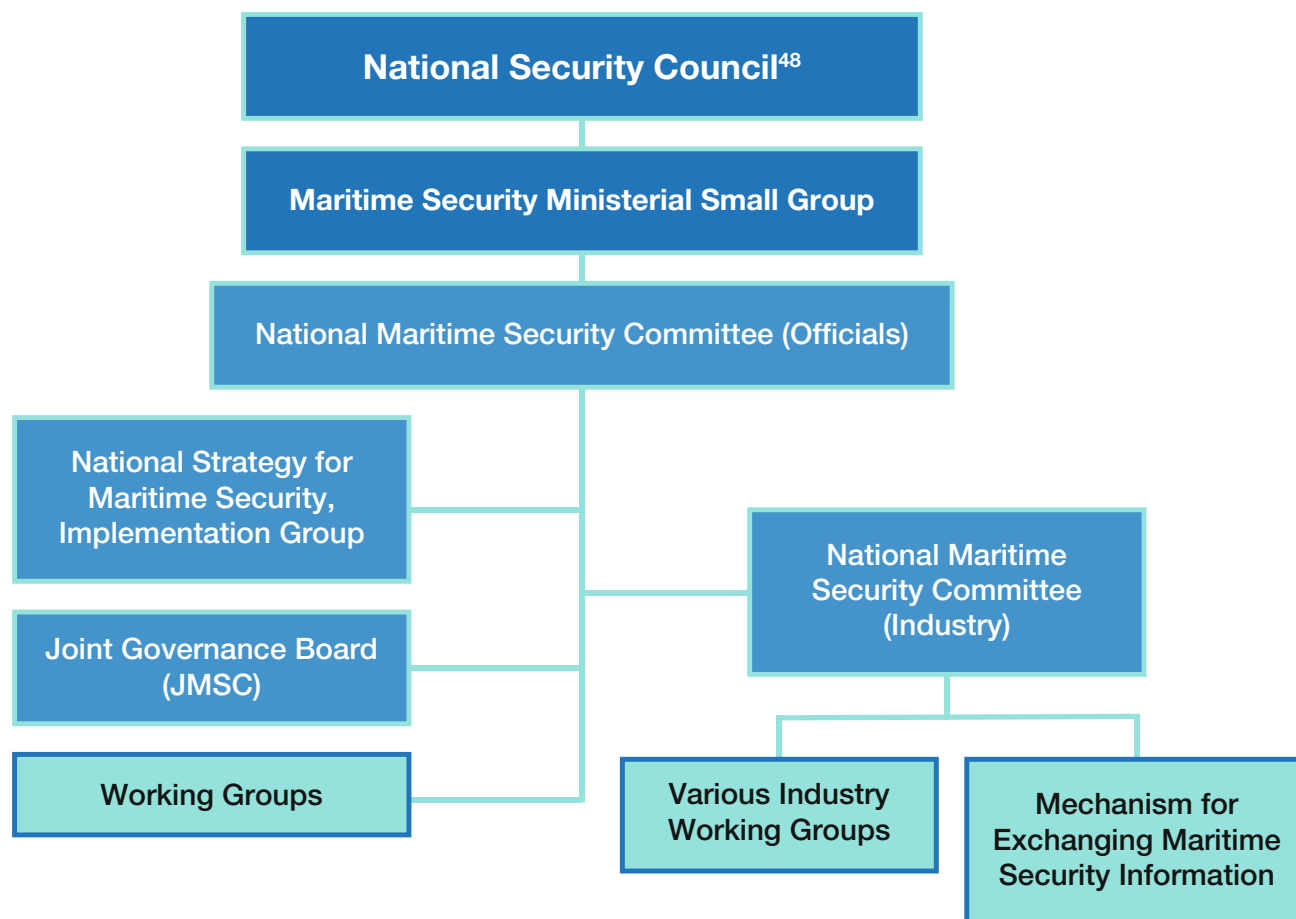 National Security Council48
Maritime Security Ministerial Small Group
National Maritime Security Committee (Officials)
National Strategy for
Maritime Security,
Implementation Group
National Maritime
Security Committee
(Industry)
Joint Governance Board
(JMSC)
Working Groups
Various Industry
Working Groups
Mechanism for
Exchanging Maritime
Security Information